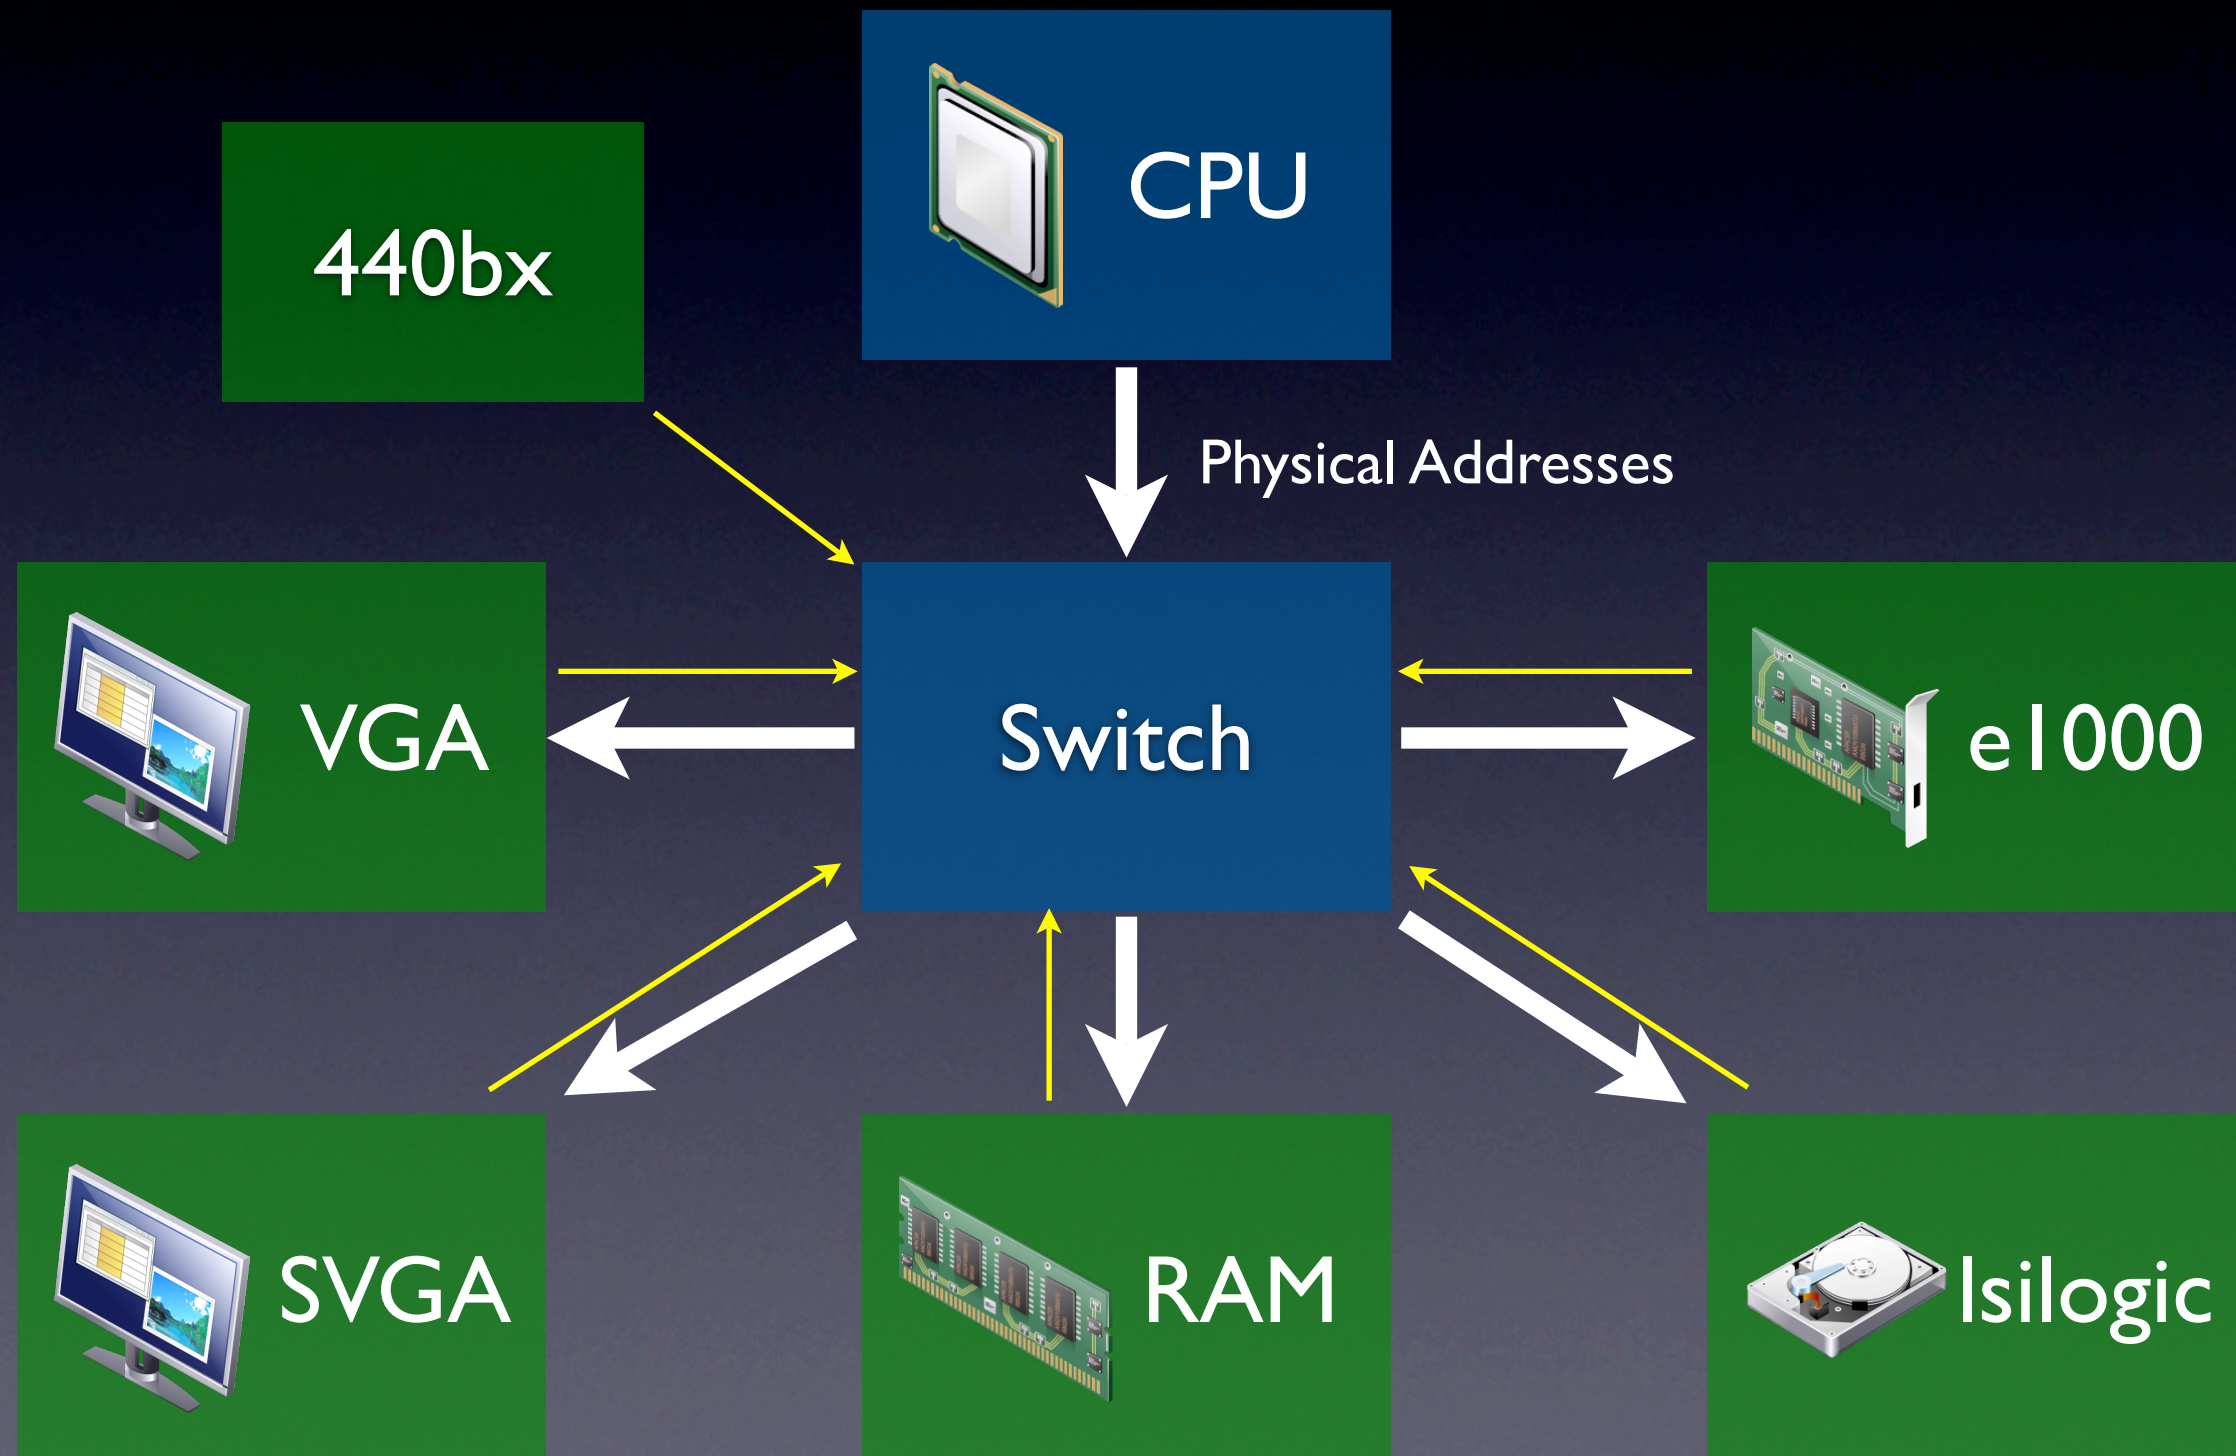 CPU
440bx
Physical Addresses
VGA
Switch
e1000
SVGA
RAM
lsilogic